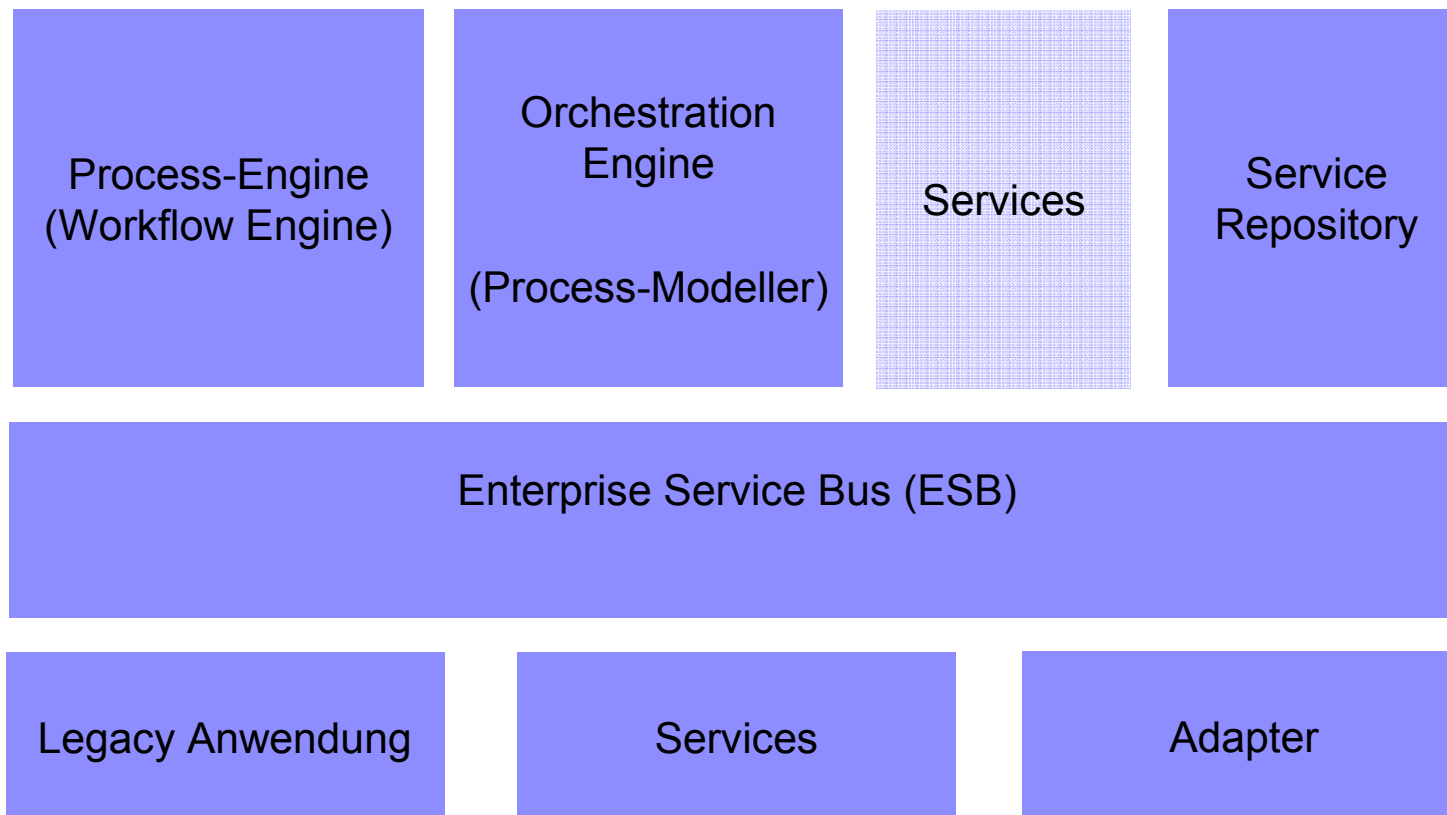 Process-Engine
(Workflow Engine)
Orchestration
Engine
(Process-Modeller)
Services
Service
Repository
Enterprise Service Bus (ESB)
Legacy Anwendung
Services
Adapter